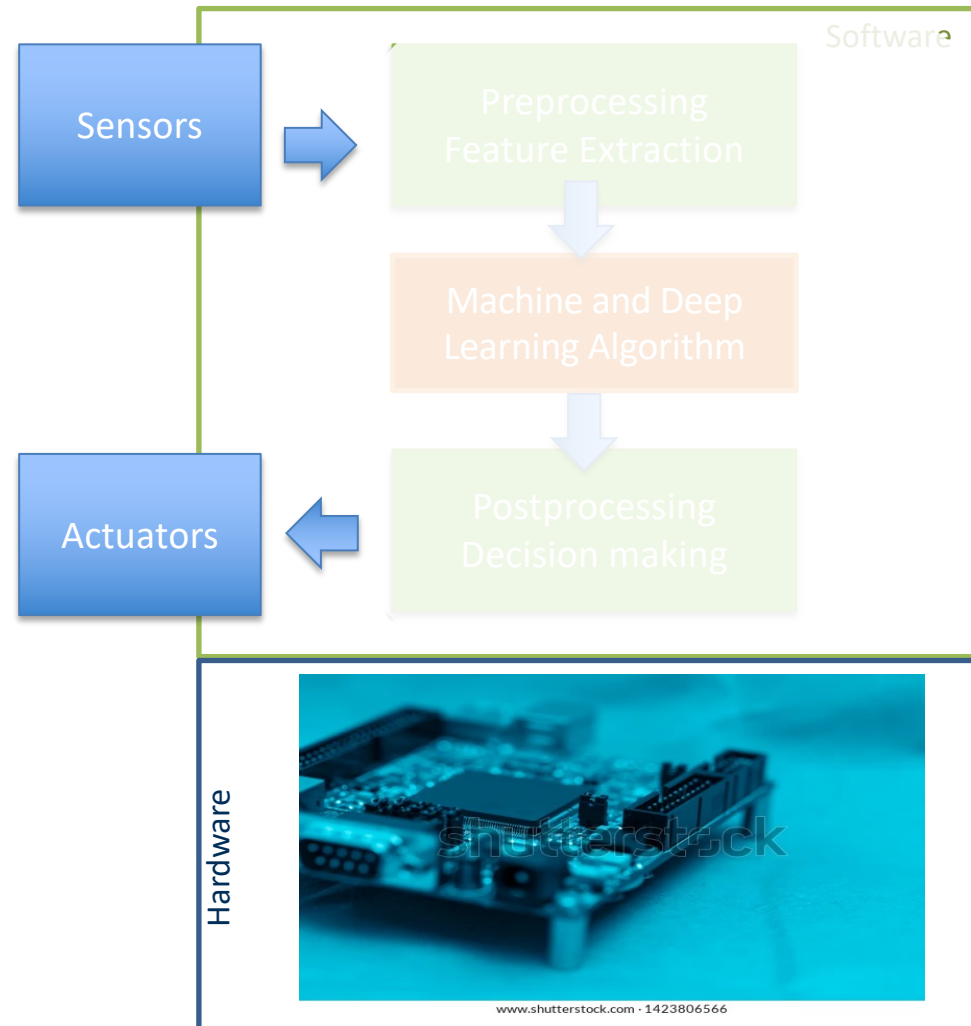 Software
Sensors
Preprocessing
Feature Extraction
Machine and Deep
Learning Algorithm
Actuators
Postprocessing
Decision making
Hardware
shutterstock
www.shutterstock.com · 1423806566